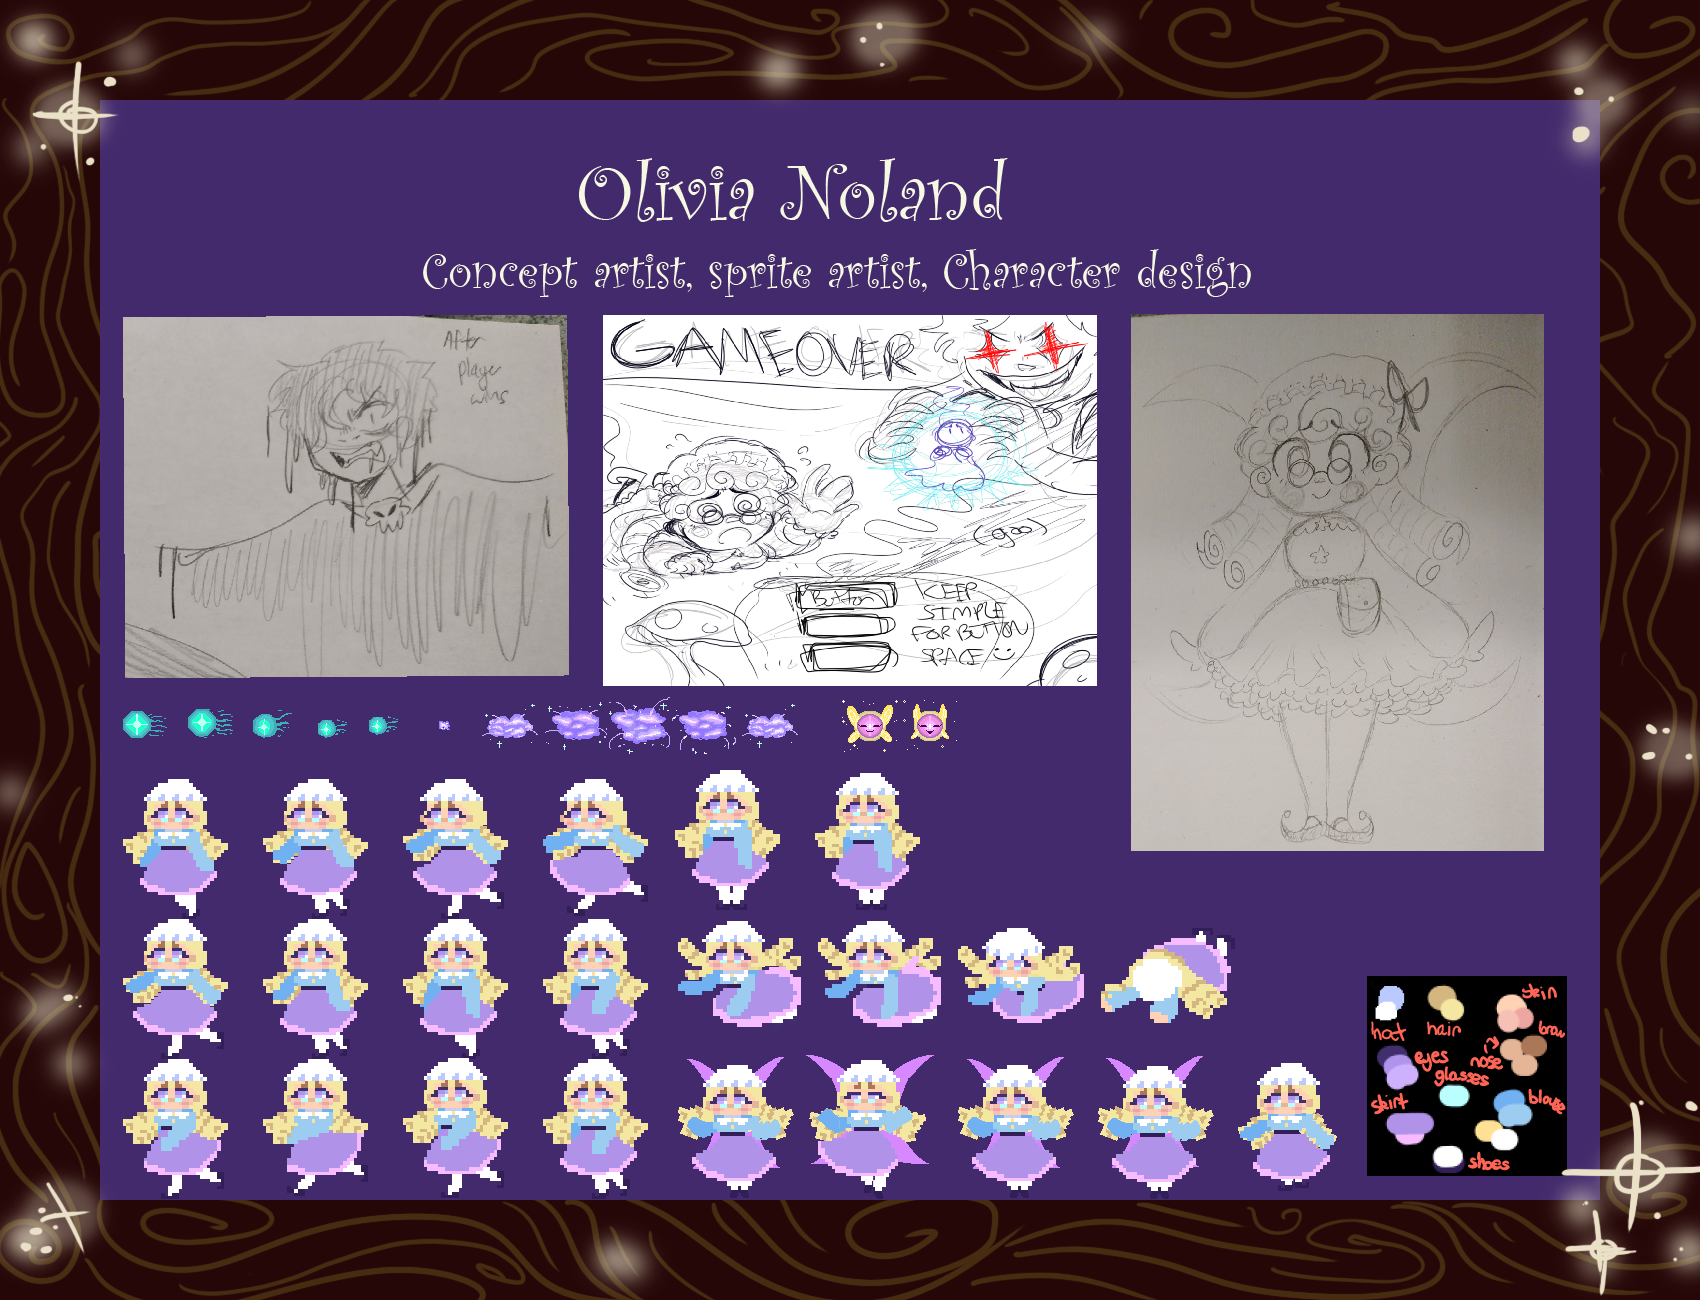 Olivia Noland
Concept artist, sprite artist, Character design
After
player
wins
GAMEOVER
(goo)
Button
KEEP
SIMPLE
FOR BUTTON
SPACE :)
hat
hair
skin
brow
nose
eyes
glasses
skirt
blouse
shoes